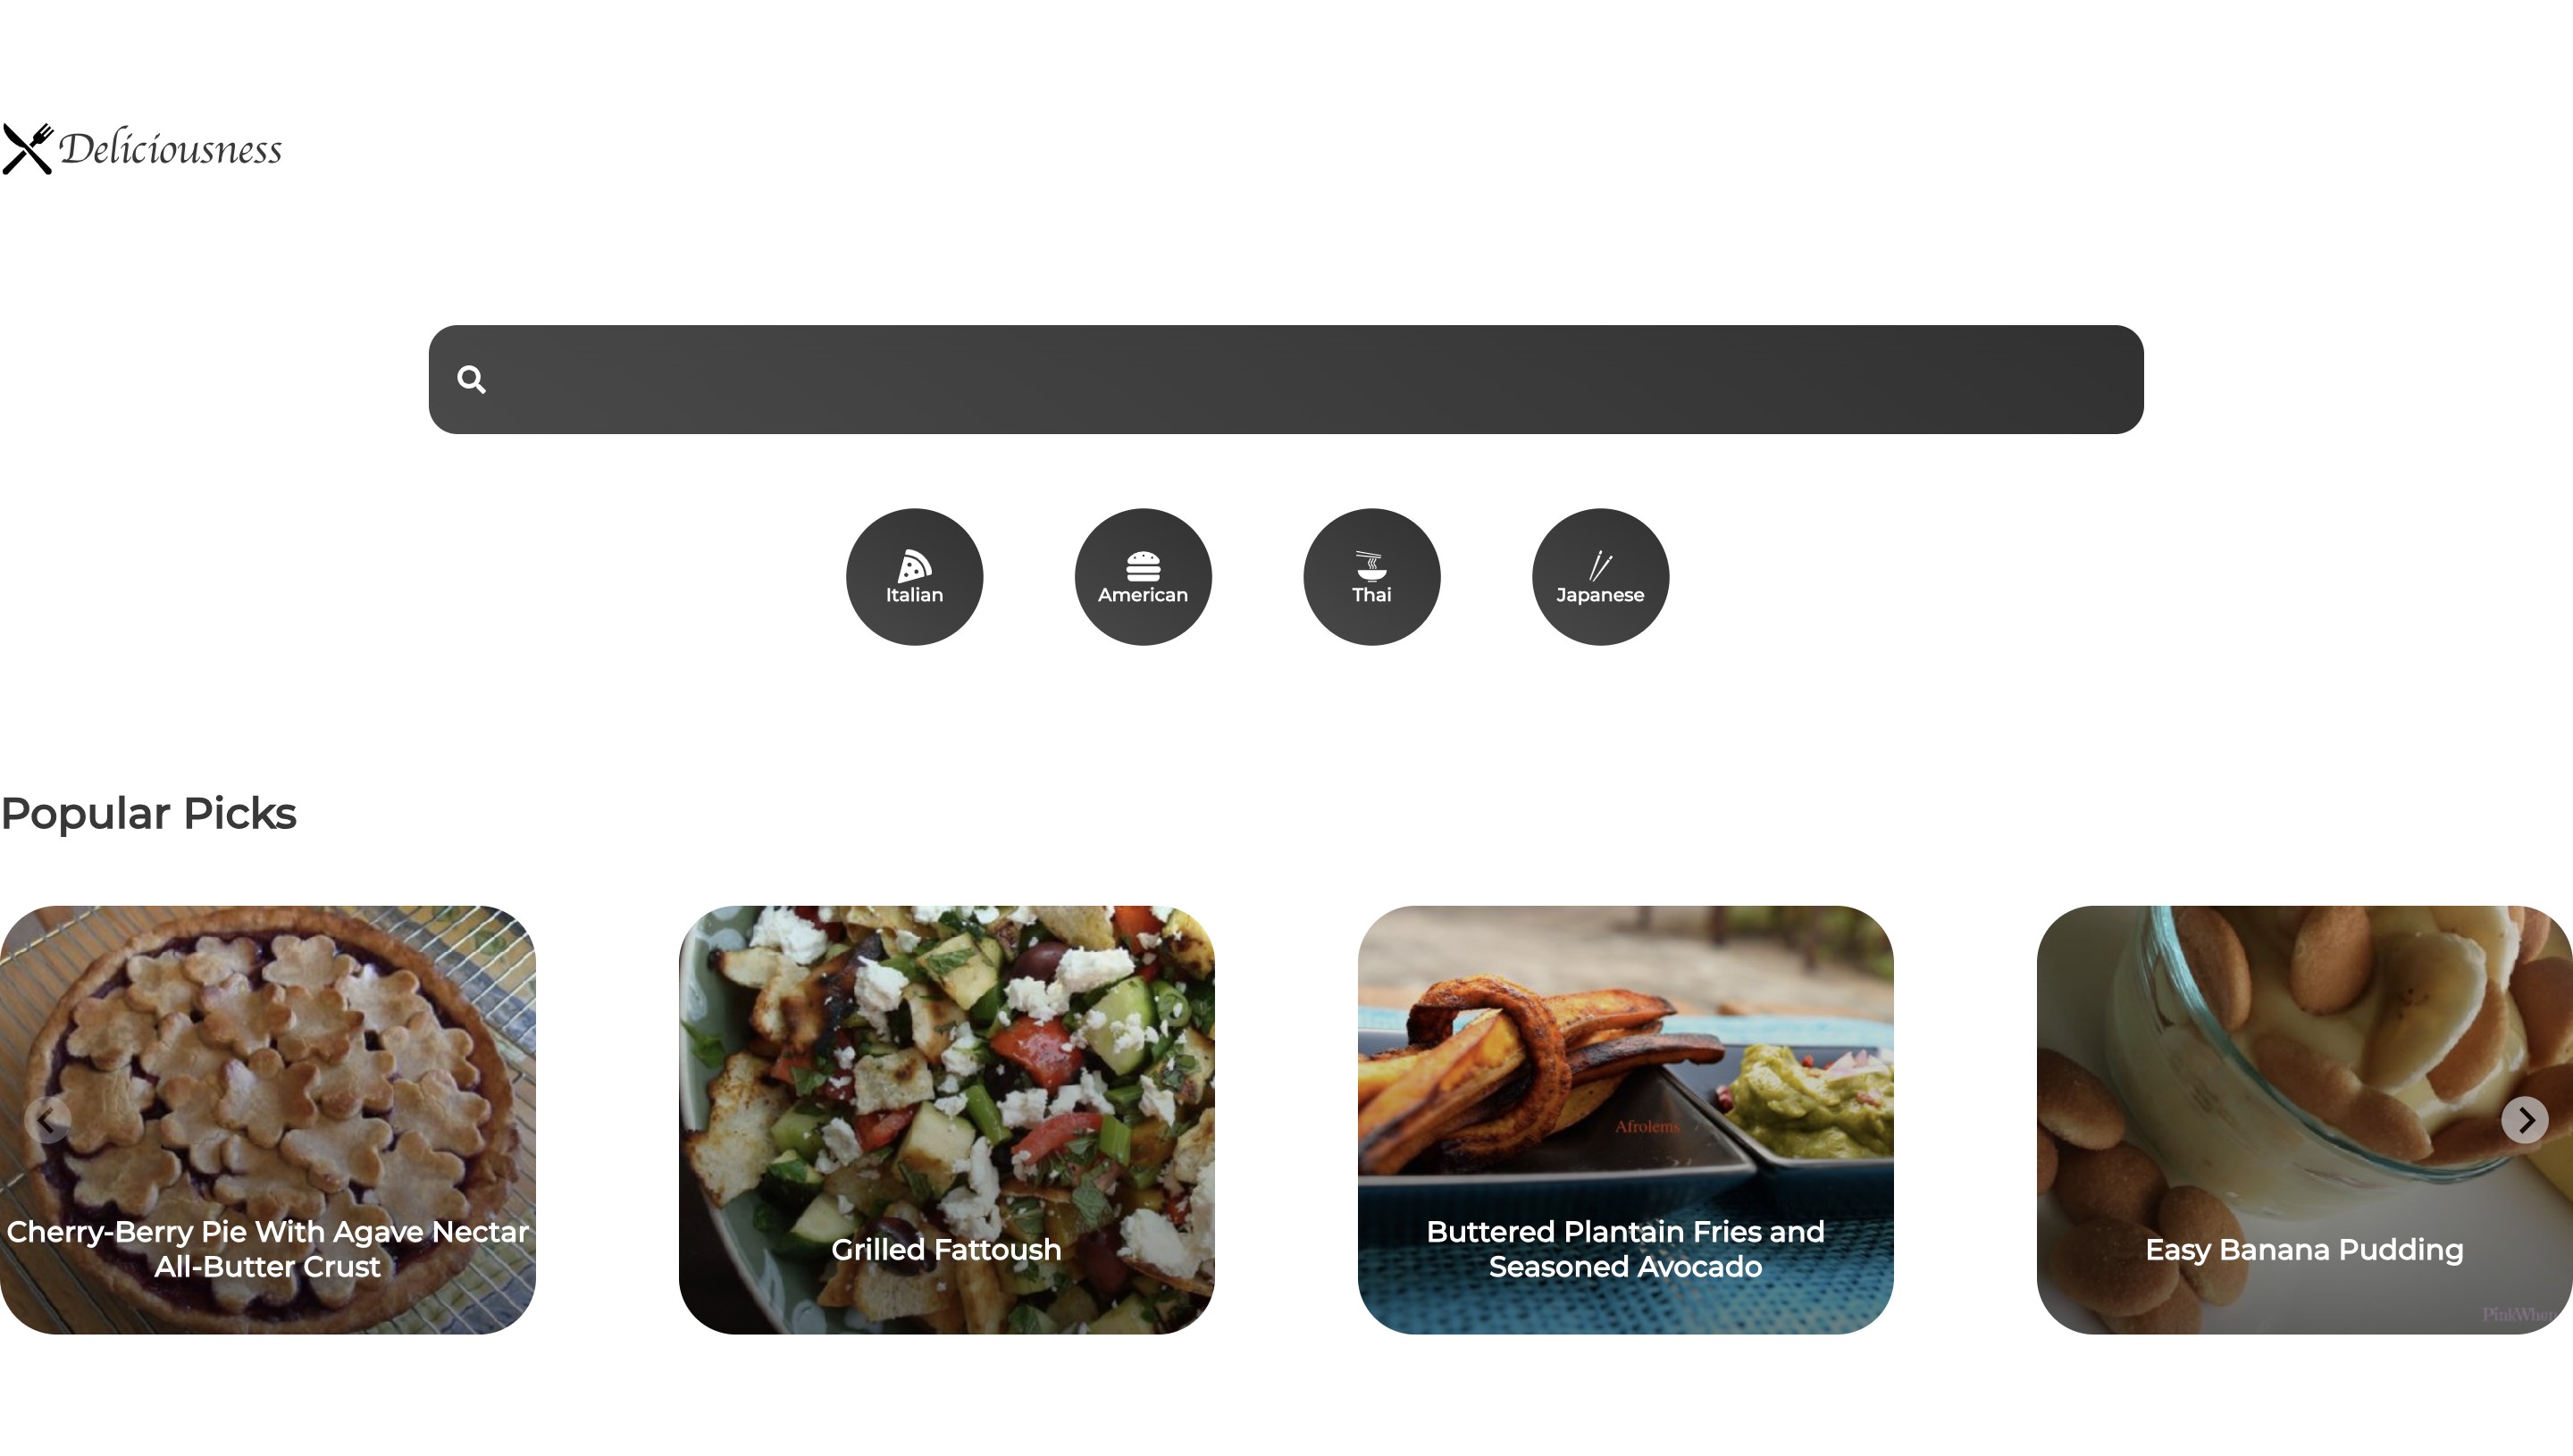 Deliciousness
Italian
American
Thai
Japanese
Popular Picks
Afrolems
Cherry-Berry Pie With Agave Nectar
All-Butter Crust
Grilled Fattoush
Buttered Plantain Fries and
Seasoned Avocado
Easy Banana Pudding